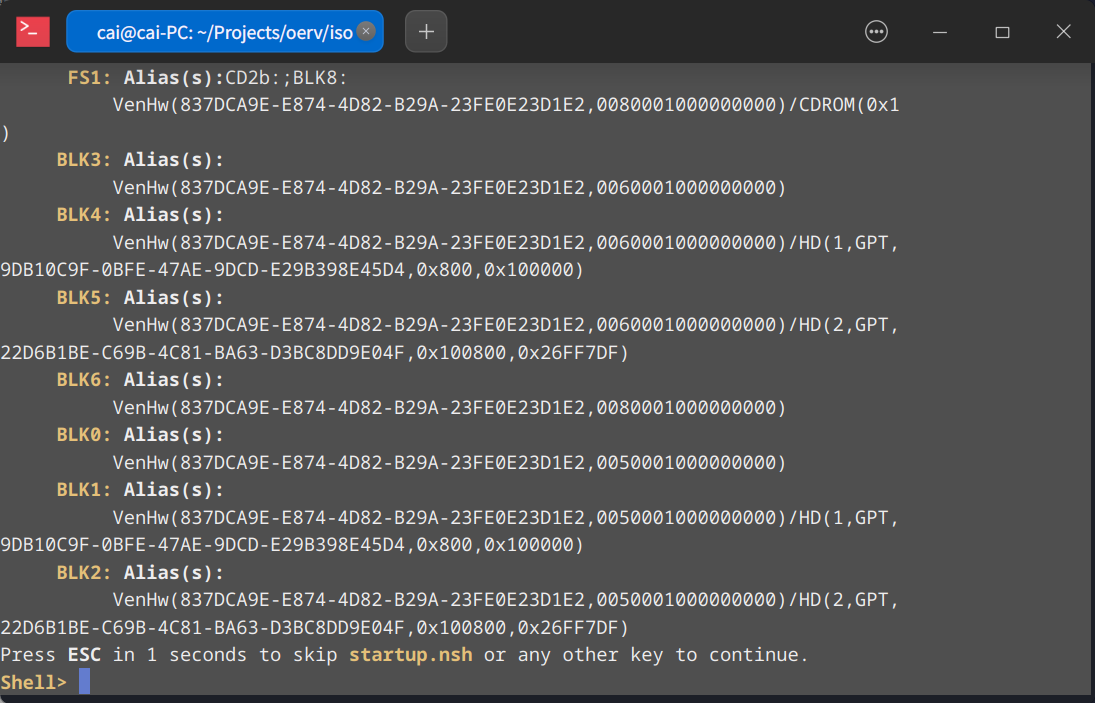 cai@cai-PC: ~/Projects/oerv/iso
FS1: Alias(s):CD2b:;BLK8:
VenHw(837DCA9E-E874-4D82-B29A-23FE0E23D1E2,0080001000000000)/CDROM(0x1
)
BLK3: Alias(s):
VenHw(837DCA9E-E874-4D82-B29A-23FE0E23D1E2,0060001000000000)
BLK4: Alias(s):
VenHw(837DCA9E-E874-4D82-B29A-23FE0E23D1E2,0060001000000000)/HD(1,GPT,
9DB10C9F-0BFE-47AE-9DCD-E29B398E45D4,0x800,0x100000)
BLK5: Alias(s):
VenHw(837DCA9E-E874-4D82-B29A-23FE0E23D1E2,0060001000000000)/HD(2,GPT,
22D6B1BE-C69B-4C81-BA63-D3BC8DD9E04F,0x100800,0x26FF7DF)
BLK6: Alias(s):
VenHw(837DCA9E-E874-4D82-B29A-23FE0E23D1E2,0080001000000000)
BLK0: Alias(s):
VenHw(837DCA9E-E874-4D82-B29A-23FE0E23D1E2,0050001000000000)
BLK1: Alias(s):
VenHw(837DCA9E-E874-4D82-B29A-23FE0E23D1E2,0050001000000000)/HD(1,GPT,
9DB10C9F-0BFE-47AE-9DCD-E29B398E45D4,0x800,0x100000)
BLK2: Alias(s):
VenHw(837DCA9E-E874-4D82-B29A-23FE0E23D1E2,0050001000000000)/HD(2,GPT,
22D6B1BE-C69B-4C81-BA63-D3BC8DD9E04F,0x100800,0x26FF7DF)
Press ESC in 1 seconds to skip startup.nsh or any other key to continue.
Shell>